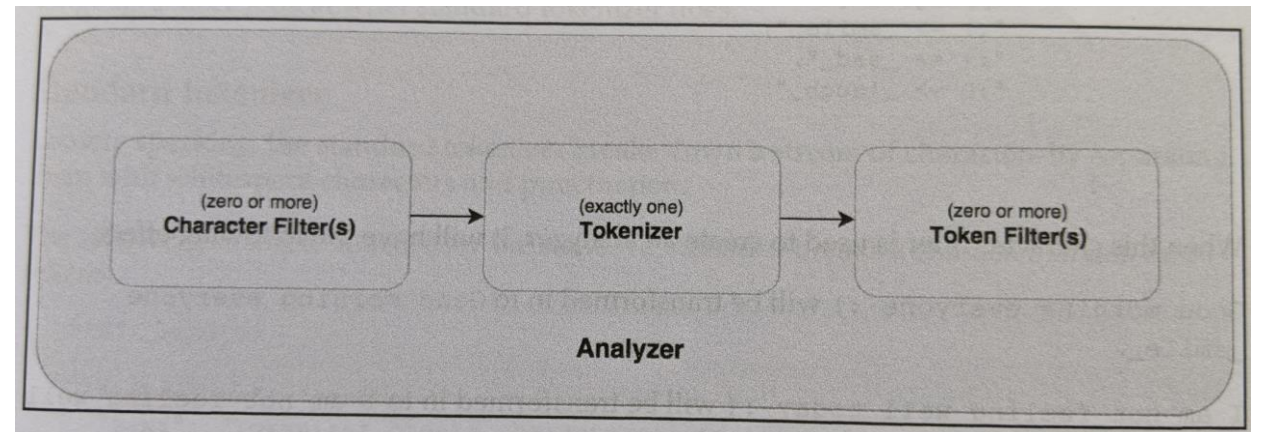 (zero or more)
Character Filter(s)
(exactly one)
Tokenizer
(zero or more)
Token Filter(s)
Analyzer